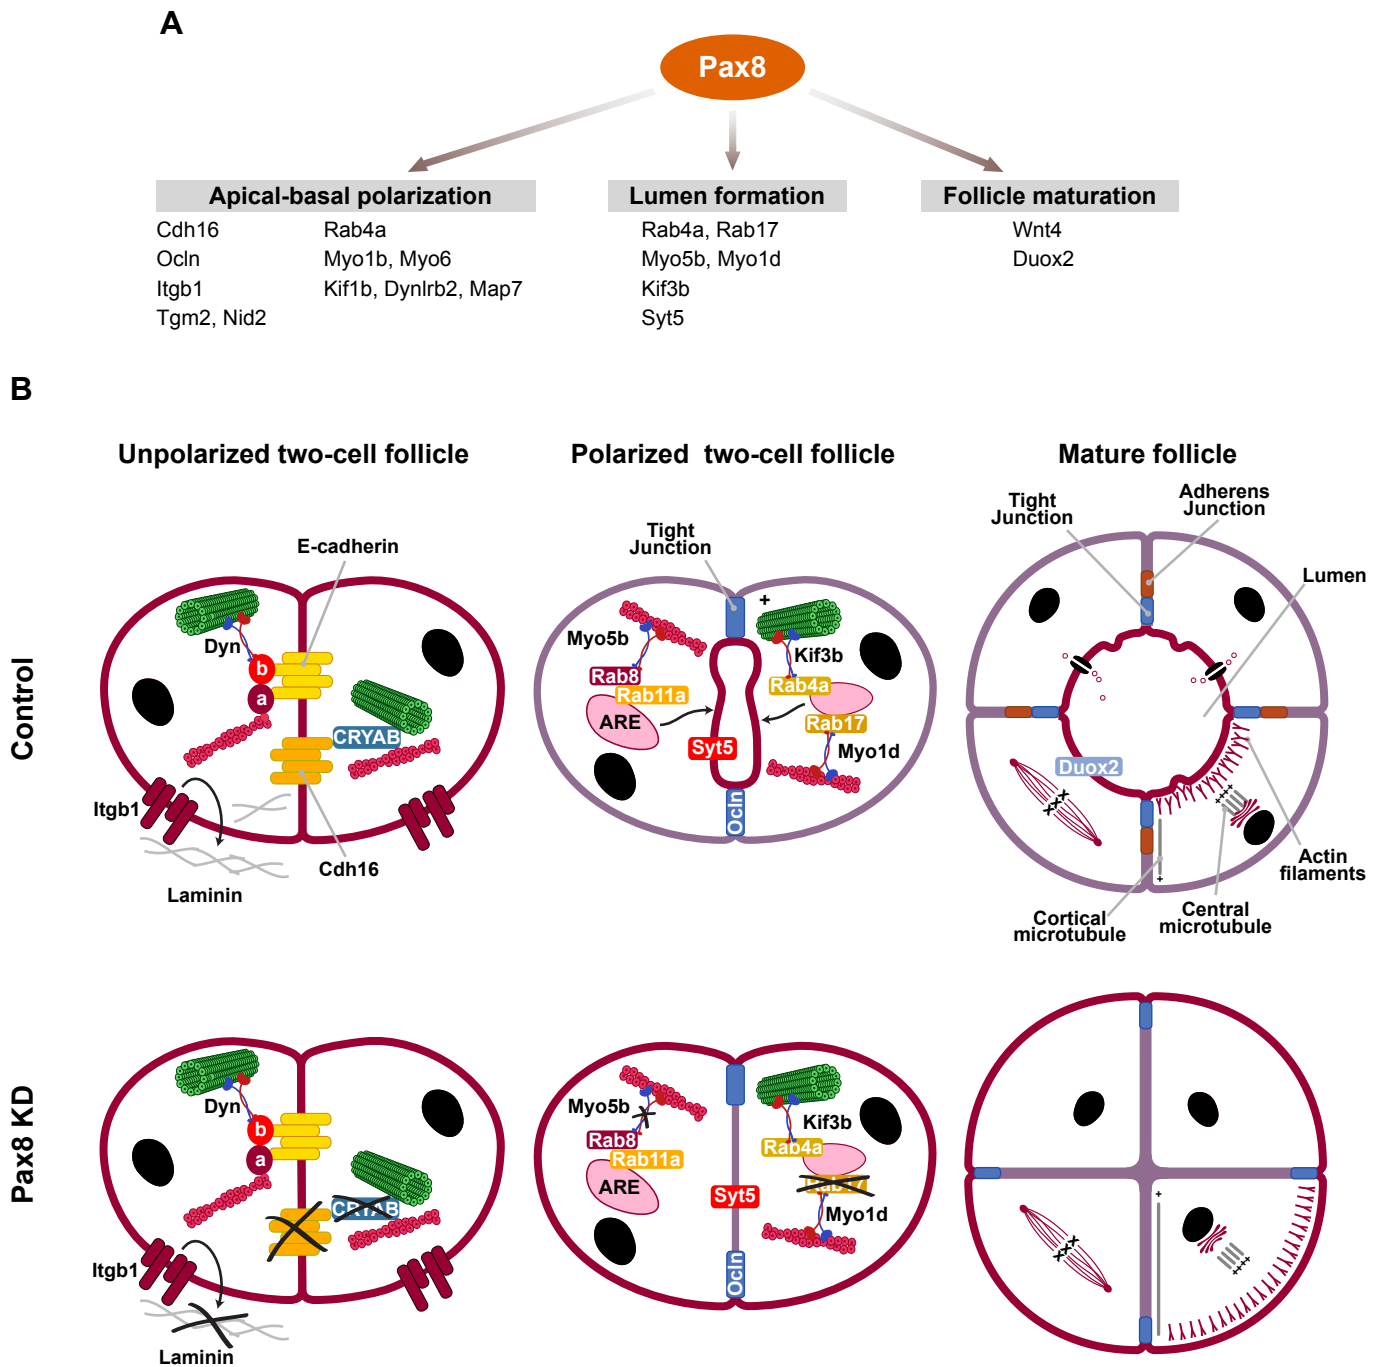 A
Pax8
Apical-basal polarization
Cdh16
Ocln
Itgb1
Tgm2, Nid2
Rab4a
Myo1b, Myo6
Kif1b, Dynlrb2, Map7
Lumen formation
Rab4a, Rab17
Myo5b, Myo1d
Kif3b
Syt5
Follicle maturation
Wnt4
Duox2
B
Unpolarized two-cell follicle
Polarized two-cell follicle
Mature follicle
Control
E-cadherin
Dyn
b
a
CRYAB
Itgb1
Cdh16
Laminin
Tight
Junction
+
Myo5b
Rab8
Rab11a
ARE
Kif3b
Rab4a
Rab17
Myo1d
Syt5
Ocln
Tight
Junction
Adherens
Junction
Lumen
Duox2
++++
+
Actin
filaments
Central
microtubule
Cortical
microtubule
Pax8 KD
Dyn
b
a
CRYAB
Itgb1
Laminin
Myo5b
Rab8
Rab11a
ARE
Kif3b
Rab4a
Rab17
Myo1d
Syt5
Ocln
+
++++